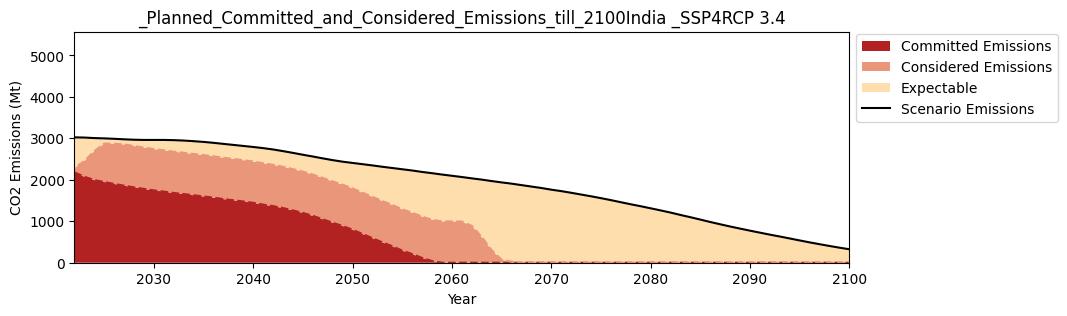 _Planned_Committed_and_Considered_Emissions_till_2100India _SSP4RCP 3.4
5000
4000
3000
2000
1000
0
CO2 Emissions (Mt)
2030 2040 2050 2060 2070 2080 2090 2100
Year
Committed Emissions
Considered Emissions
Expectable
Scenario Emissions